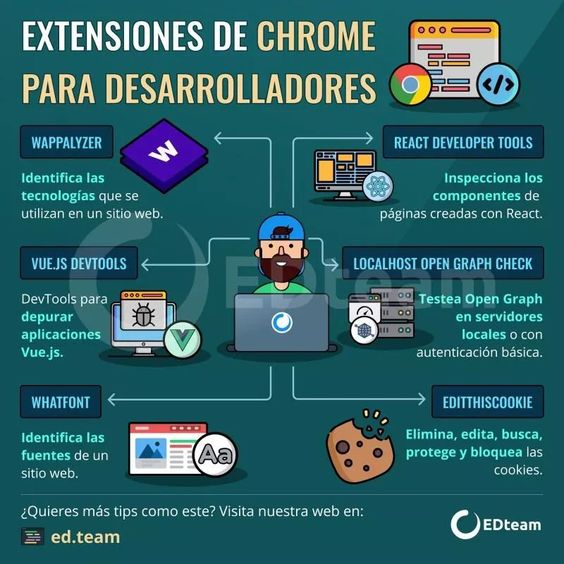 EXTENSIONES DE CHROME
PARA DESARROLLADORES
WAPPALYZER
Identifica las
tecnologías que se
utilizan en un sitio web.
W
REACT DEVELOPER TOOLS
Inspecciona los
componentes de
páginas creadas con React.
VUE.JS DEVTOOLS
DevTools para
depurar
aplicaciones
Vue.js.
LOCALHOST OPEN GRAPH CHECK
Testea Open Graph
en servidores
locales o con
autenticación básica.
EDteam
WHATFONT
Identifica las
fuentes de un
sitio web.
Aa
EDITTHISCOOKIE
Elimina, edita, busca,
protege y bloquea las
cookies.
¿Quieres más tips como este? Visita nuestra web en:
ed.team
EDteam